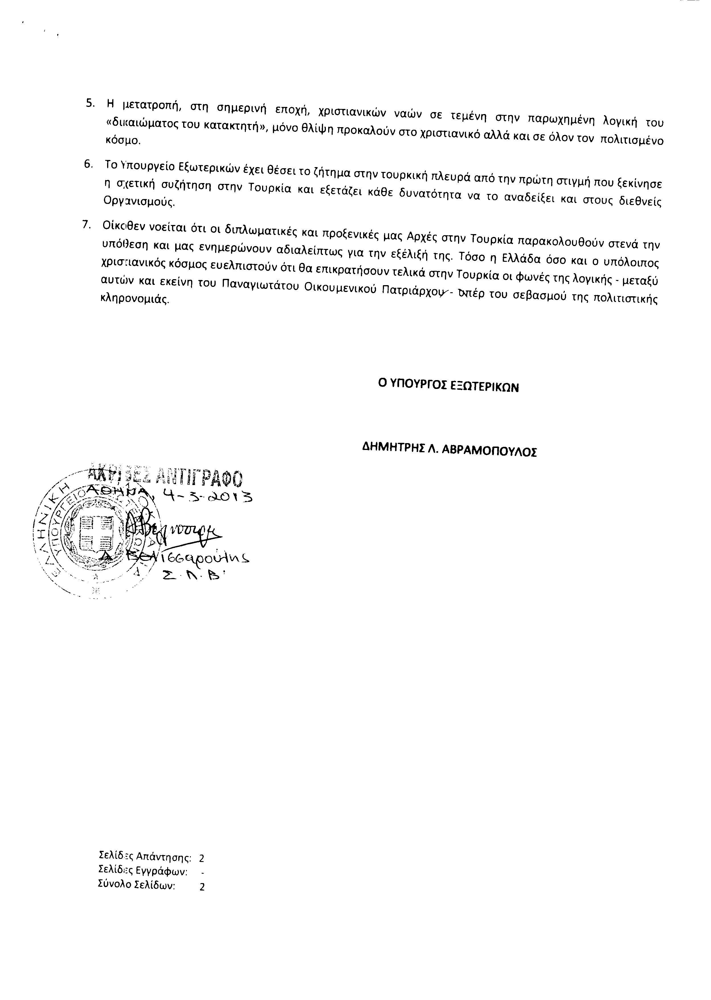 5. Η μετατροπή, στη σημερινή εποχή, χριστιανικών ναών σε τεμένη στην παρωχημένη λογική του
«δικαιώματος του κατακτητή», μόνο θλίψη προκαλούν στο χριστιανικό αλλά και σε όλον τον πολιτισμένο
κόσμο.
6. Το Υπουργείο Εξωτερικών έχει θέσει το ζήτημα στην τουρκική πλευρά από την πρώτη στιγμή που ξεκίνησε
η σχετική συζήτηση στην Τουρκία και εξετάζει κάθε δυνατότητα να το αναδείξει και στους διεθνείς
Οργανισμούς.
7. Οίκοθεν νοείται ότι οι διπλωματικές και προξενικές μας Αρχές στην Τουρκία παρακολουθούν στενά την
υπόθεση και μας ενημερώνουν αδιαλείπτως για την εξέλιξή της. Τόσο η Ελλάδα όσο και ο υπόλοιπος
χριστιανικός κόσμος ευελπιστούν ότι θα επικρατήσουν τελικά στην Τουρκία οι φωνές της λογικής - μεταξύ
αυτών και εκείνη του Παναγιωτάτου Οικουμενικού Πατριάρχου - υπέρ του σεβασμού της πολιτιστικής
κληρονομιάς.
Ο ΥΠΟΥΡΓΟΣ ΕΞΩΤΕΡΙΚΩΝ
ΔΗΜΗΤΡΗΣ Λ. ΑΒΡΑΜΟΠΟΥΛΟΣ
ΑΚΡΙΒΕΣ ΑΝΤΙΓΡΑΦΟ
ΑΘΗΝΑ, 4-3-2013
ΕΛΛΗΝΙΚΗ
ΥΠΟΥΡΓΕΙΟ
Σ.Π.Β.
Σελίδες Απάντησης: 2
Σελίδες Εγγράφων: -
Σύνολο Σελίδων: 2